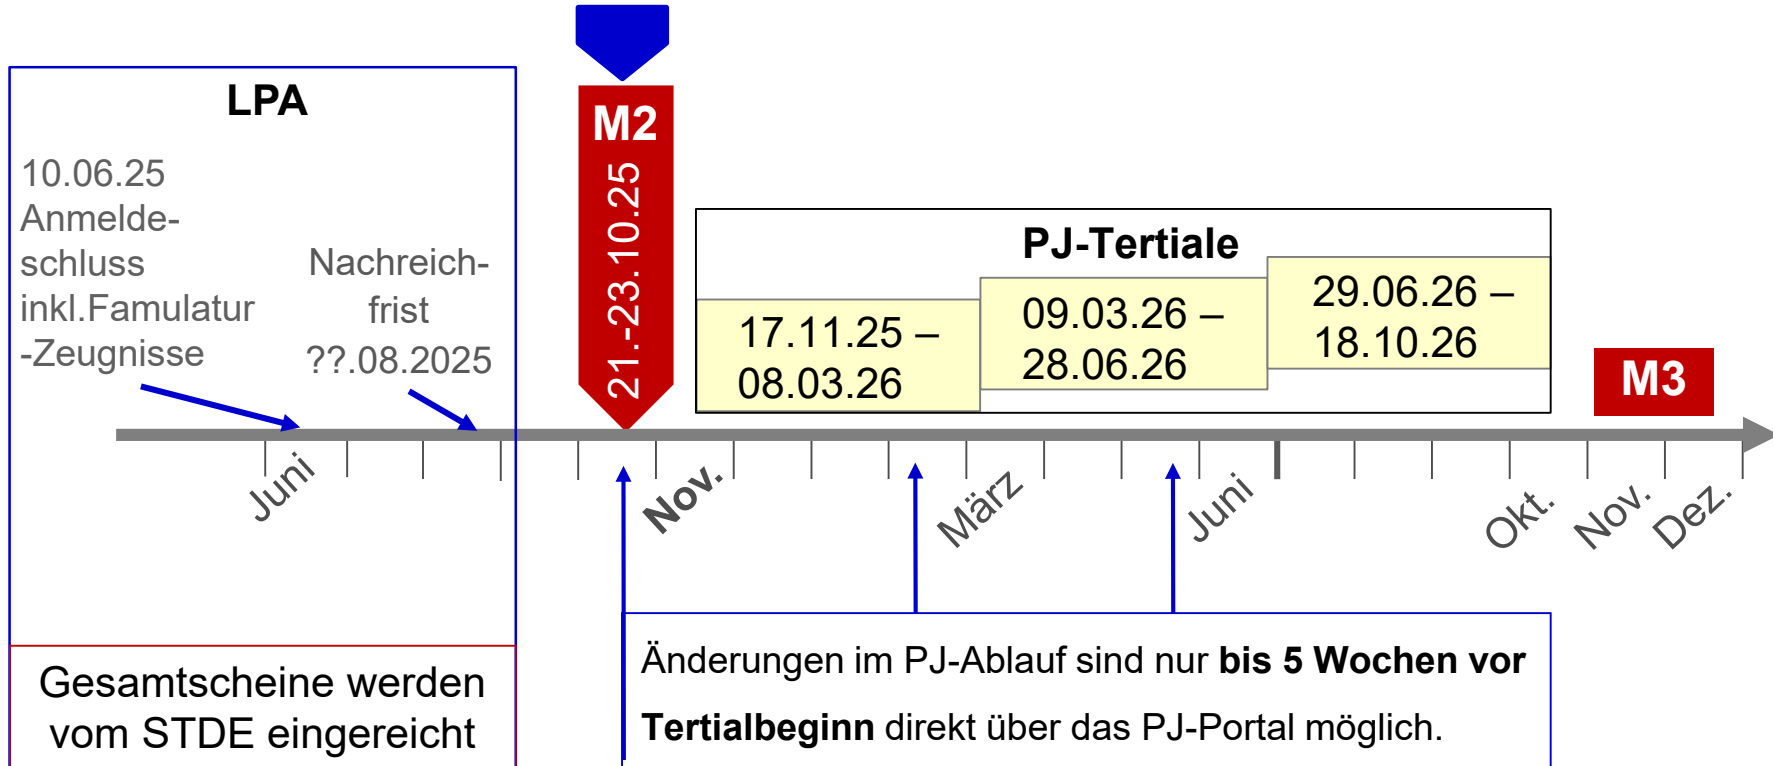 LPA
10.06.25
Anmelde-
schluss
inkl.Famulatur
-Zeugnisse
Nachreich-
frist
??.08.2025
M2
21.-23.10.25
PJ-Tertiale
17.11.25 –
08.03.26
09.03.26 –
28.06.26
29.06.26 –
18.10.26
M3
Juni
Nov.
März
Juni
Okt.
Nov.
Dez.
Gesamtscheine werden
vom STDE eingereicht
Änderungen im PJ-Ablauf sind nur bis 5 Wochen vor
Tertialbeginn direkt über das PJ-Portal möglich.